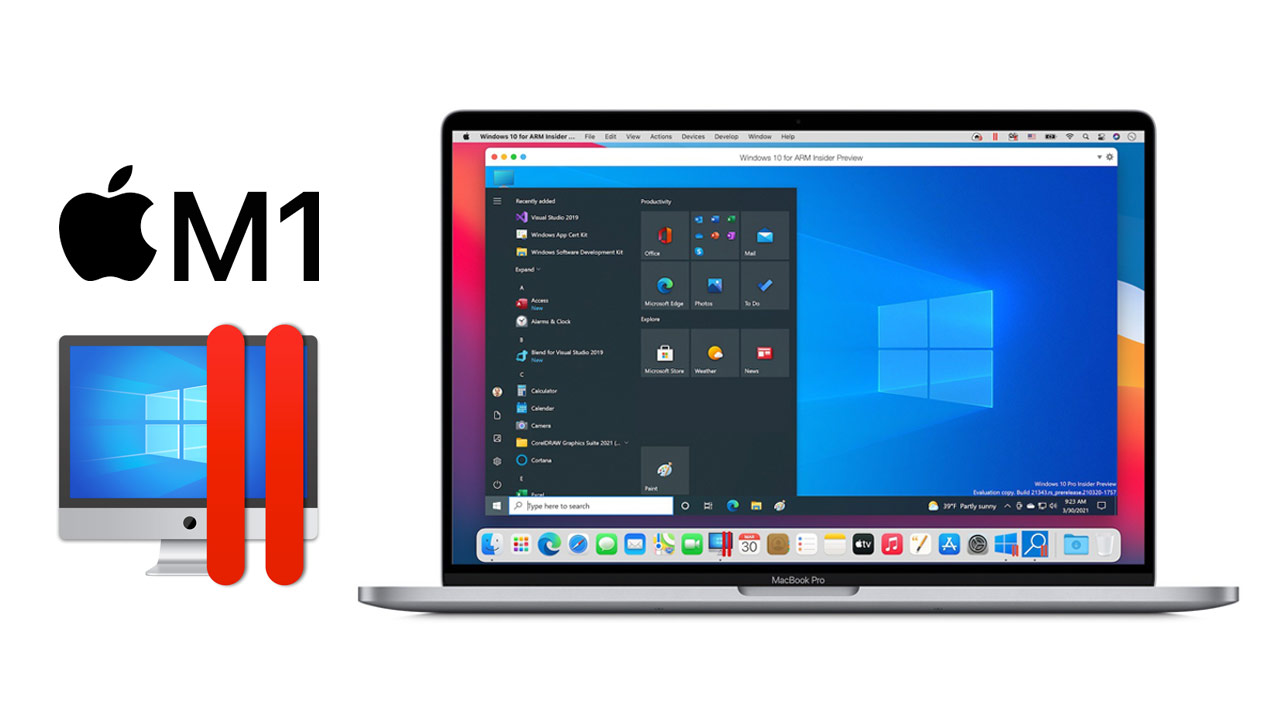 M1
Windows 10 for ARM Insider ... File Edit View Actions Devices Develop Window Help
Windows 10 for ARM Insider Preview
Recently added
Visual Studio 2019
Windows App Cert Kit
Windows Software Development Kit
Expand
A
Access
New
Alarms & Clock
B
Blend for Visual Studio 2019
New
C
Calculator
Calendar
Camera
CorelDRAW Graphics Suite 2021 (...
Cortana
E
Excel
Productivity
Office
Mail
Microsoft Edge Photos To Do
Explore
Microsoft Store Weather News
Paint
Windows 10 Pro Insider Preview
Evaluation copy. Build 21343.rs_prerelease.210320-1757
Type here to search
39°F Partly sunny
9:23 AM
3/30/2021
MAR
30
tv
MacBook Pro